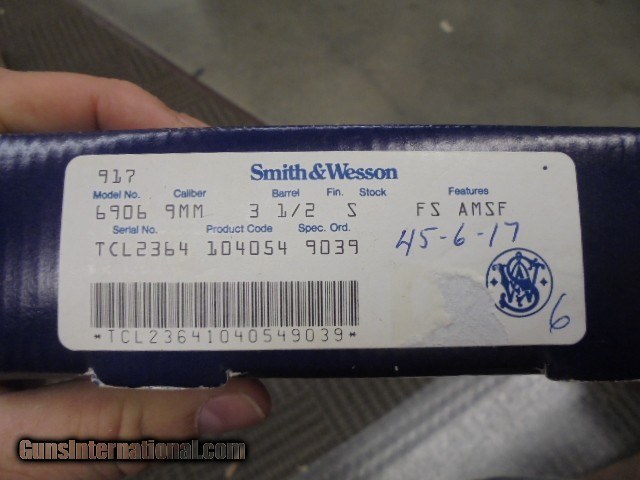 917 Smith & Wesson
Model No. Caliber Barrel Fin. Stock Features
6906 9MM 3 1/2 S FS AMSF
Serial No. Product Code Spec. Ord.
TCL2364 104054 9039
45-6-17
*TCL23641040549039*
6
GunsInternational.com